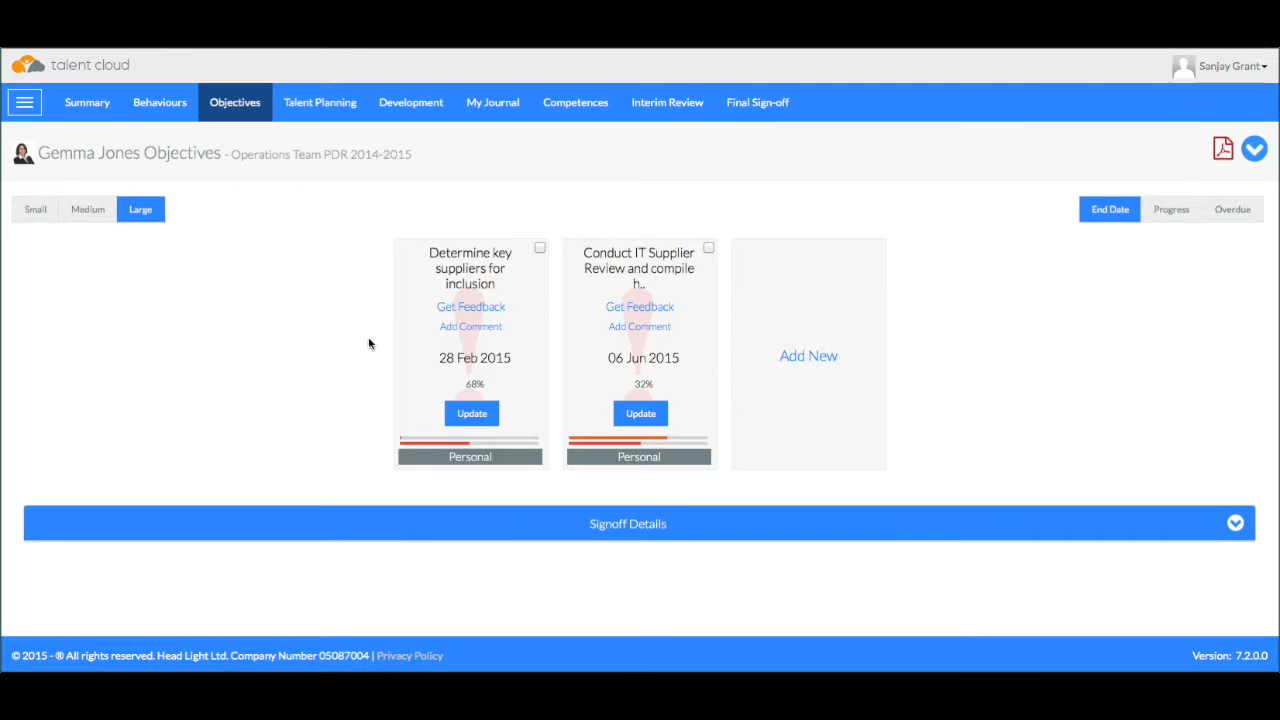 talent cloud
Sanjay Grant
Summary Behaviours Objectives Talent Planning Development My Journal Competences Interim Review Final Sign-off
Gemma Jones Objectives - Operations Team PDR 2014-2015
Small Medium Large
End Date Progress Overdue
Determine key
suppliers for
inclusion
Get Feedback
Add Comment
28 Feb 2015
68%
Update
Personal
Conduct IT Supplier
Review and compile
h..
Get Feedback
Add Comment
06 Jun 2015
32%
Update
Personal
Add New
Signoff Details
© 2015 - ® All rights reserved. Head Light Ltd. Company Number 05087004 | Privacy Policy
Version: 7.2.0.0